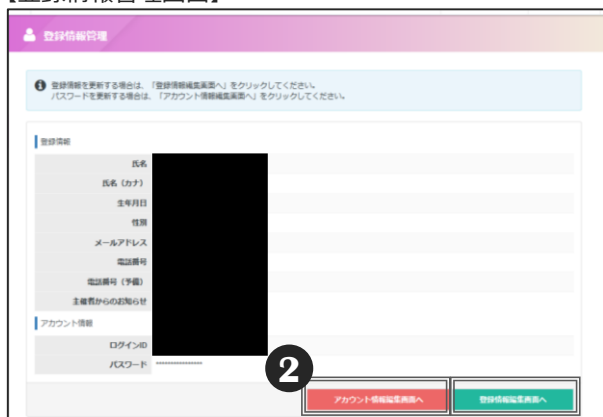 【登録情報管理画面】
登録情報管理
登録情報を更新する場合は、「登録情報編集画面へ」をクリックしてください。
パスワードを更新する場合は、「アカウント情報編集画面へ」をクリックしてください。
登録情報
氏名
氏名（カナ）
生年月日
性別
メールアドレス
電話番号
電話番号（予備）
主催者からのお知らせ
アカウント情報
ログインID
パスワード ****************
2
アカウント情報編集画面へ 登録情報編集画面へ